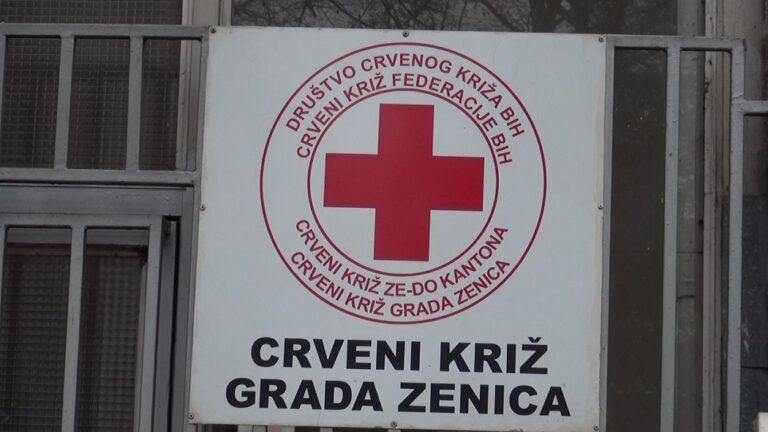 DRUŠTVO CRVENOG KRIŽA BIH
CRVENI KRIŽ FEDERACIJE BIH
CRVENI KRIŽ ZE-DO KANTONA
CRVENI KRIŽ GRADA ZENICA
CRVENI KRIŽ
GRADA ZENICA